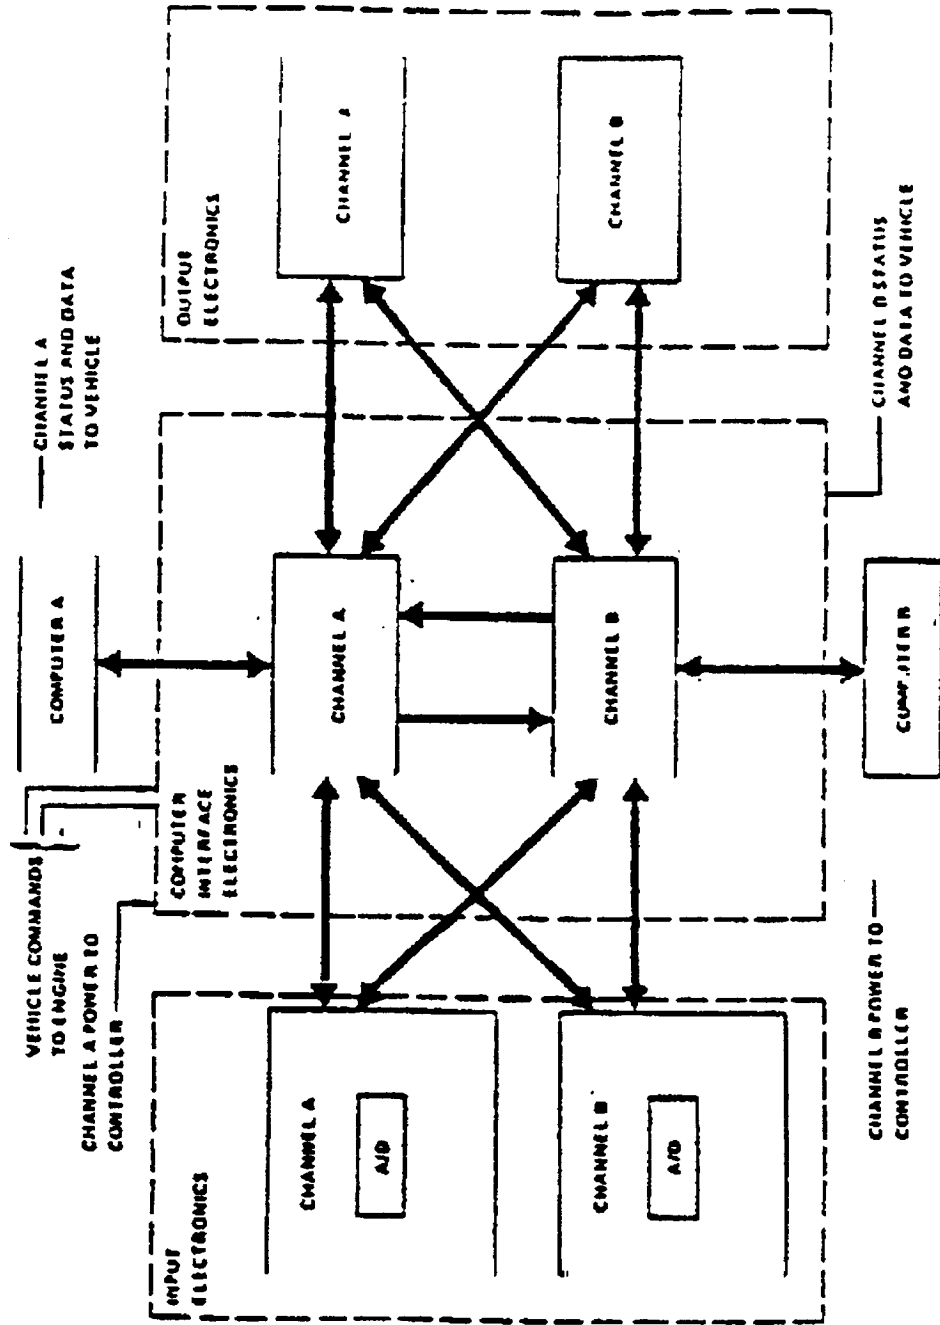 VEHICLE COMMANDS
TO ENGINE
CHANNEL A POWER TO
CONTROLLER
COMPUTER A
CHANNEL A
STATUS AND DATA
TO VEHICLE
INPUT
ELECTRONICS
CHANNEL A
A/D
CHANNEL B
A/D
COMPUTER
INTERFACE
ELECTRONICS
CHANNEL A
CHANNEL B
OUTPUT
ELECTRONICS
CHANNEL A
CHANNEL B
CHANNEL B POWER TO
CONTROLLER
COMPUTER B
CHANNEL B STATUS
AND DATA TO VEHICLE